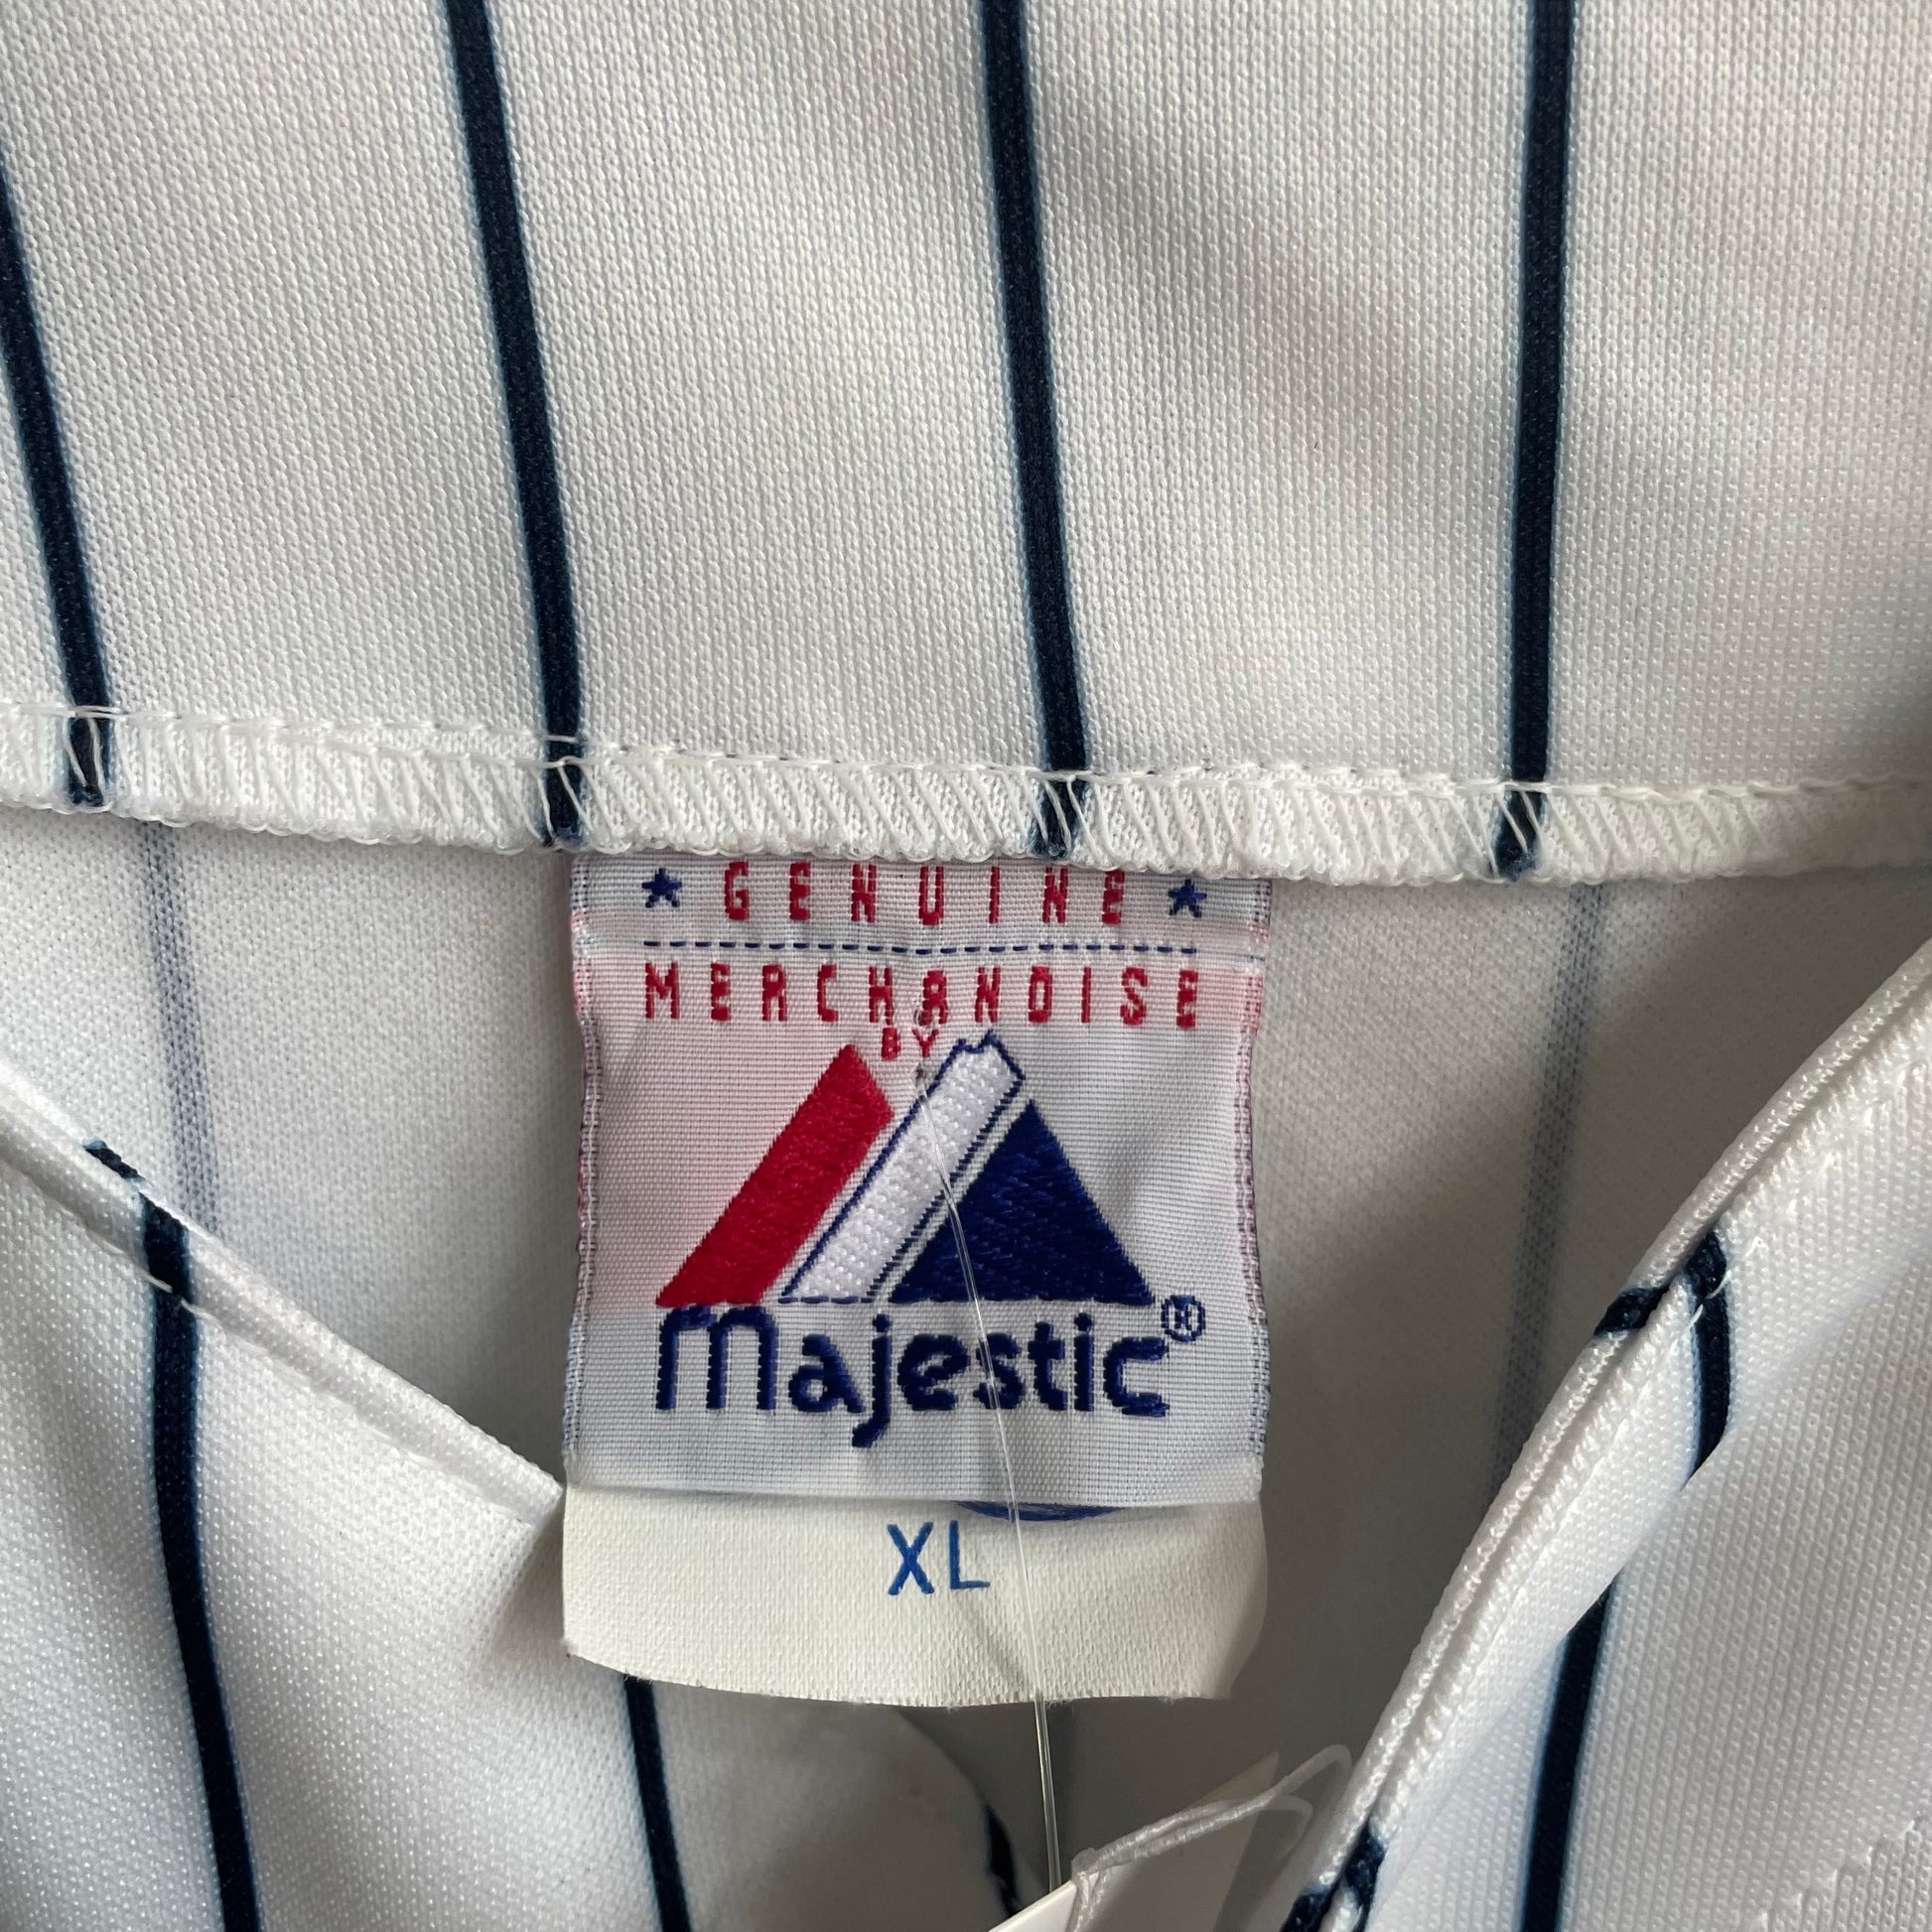 ★ GENUINE ★
MERCHANDISE
BY
Majestic®
XL